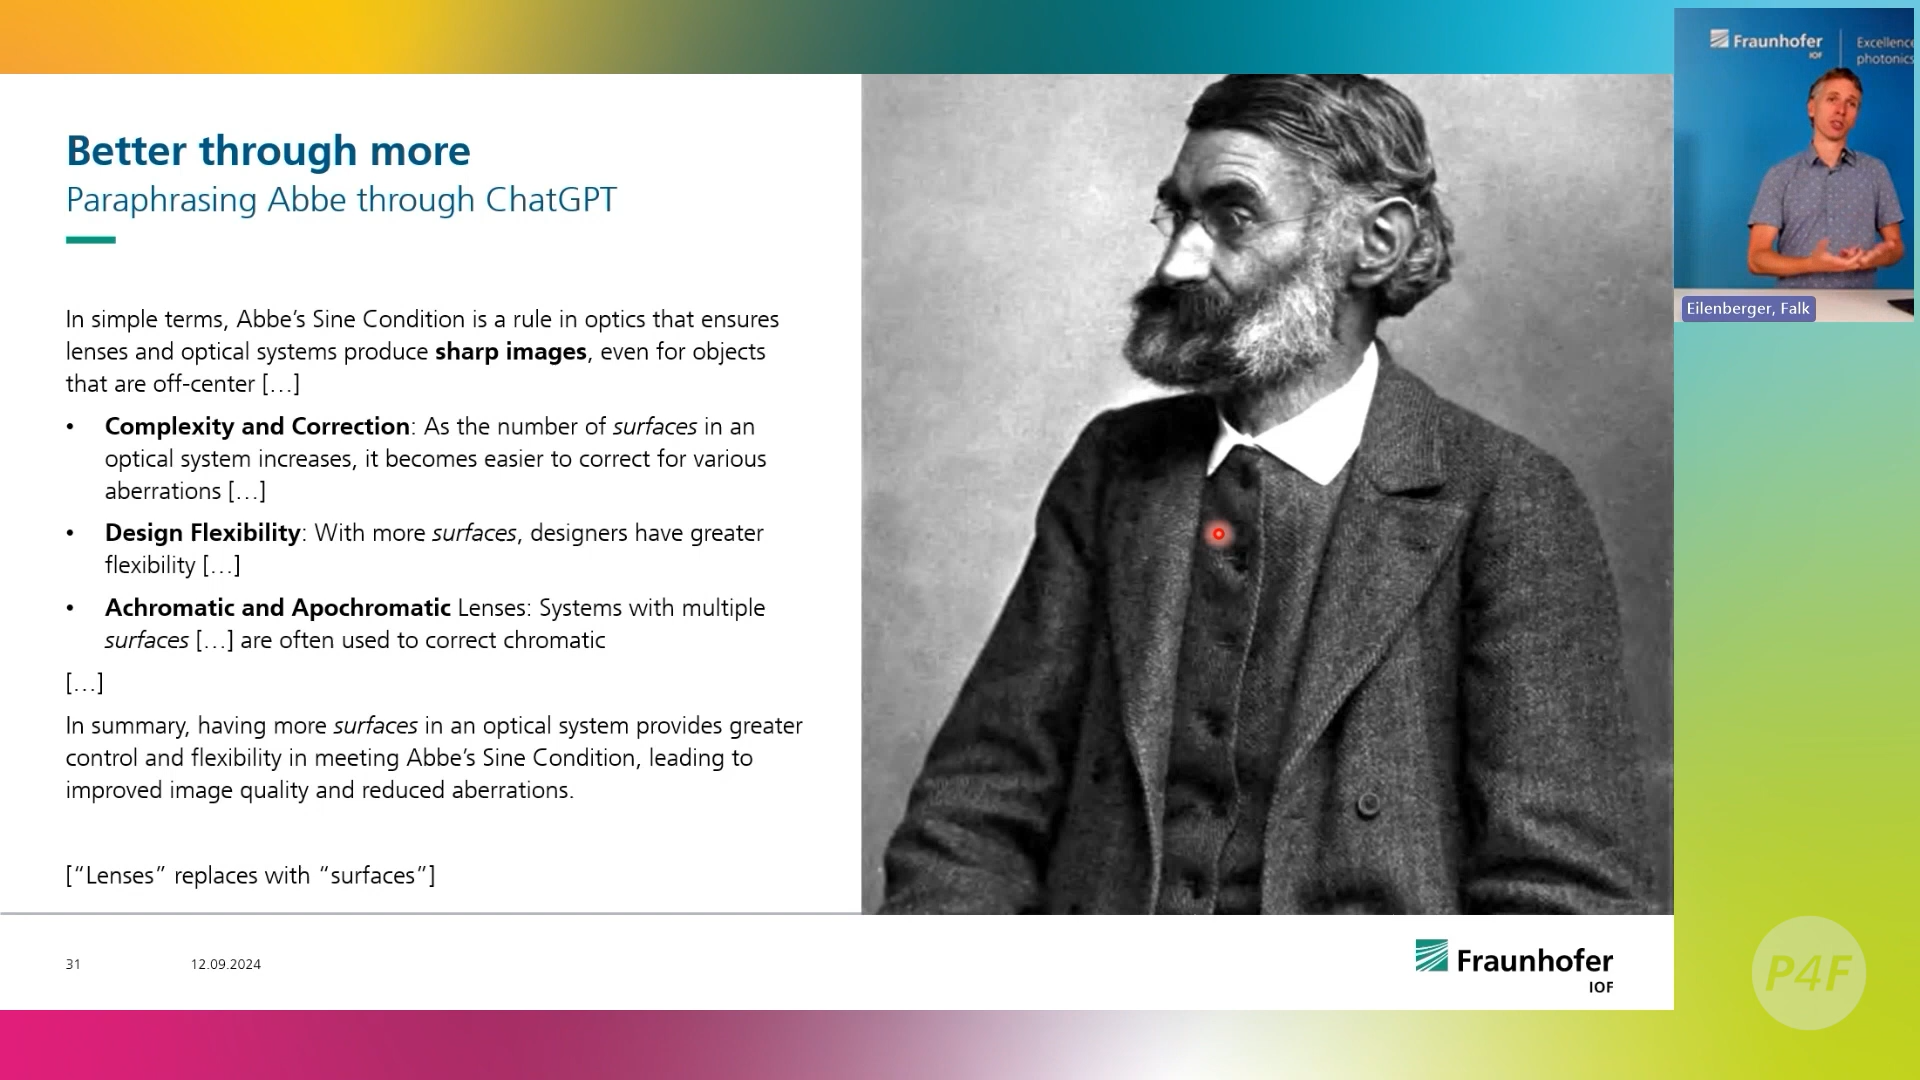 Better through more
Paraphrasing Abbe through ChatGPT
In simple terms, Abbe’s Sine Condition is a rule in optics that ensures
lenses and optical systems produce sharp images, even for objects
that are off-center […]
• Complexity and Correction: As the number of surfaces in an
optical system increases, it becomes easier to correct for various
aberrations […]
• Design Flexibility: With more surfaces, designers have greater
flexibility […]
• Achromatic and Apochromatic Lenses: Systems with multiple
surfaces […] are often used to correct chromatic
[…]
In summary, having more surfaces in an optical system provides greater
control and flexibility in meeting Abbe’s Sine Condition, leading to
improved image quality and reduced aberrations.
[“Lenses” replaces with “surfaces”]
31
12.09.2024
Fraunhofer
IOF
Fraunhofer
IOF
Excellence
photonics
Eilenberger, Falk
P4F